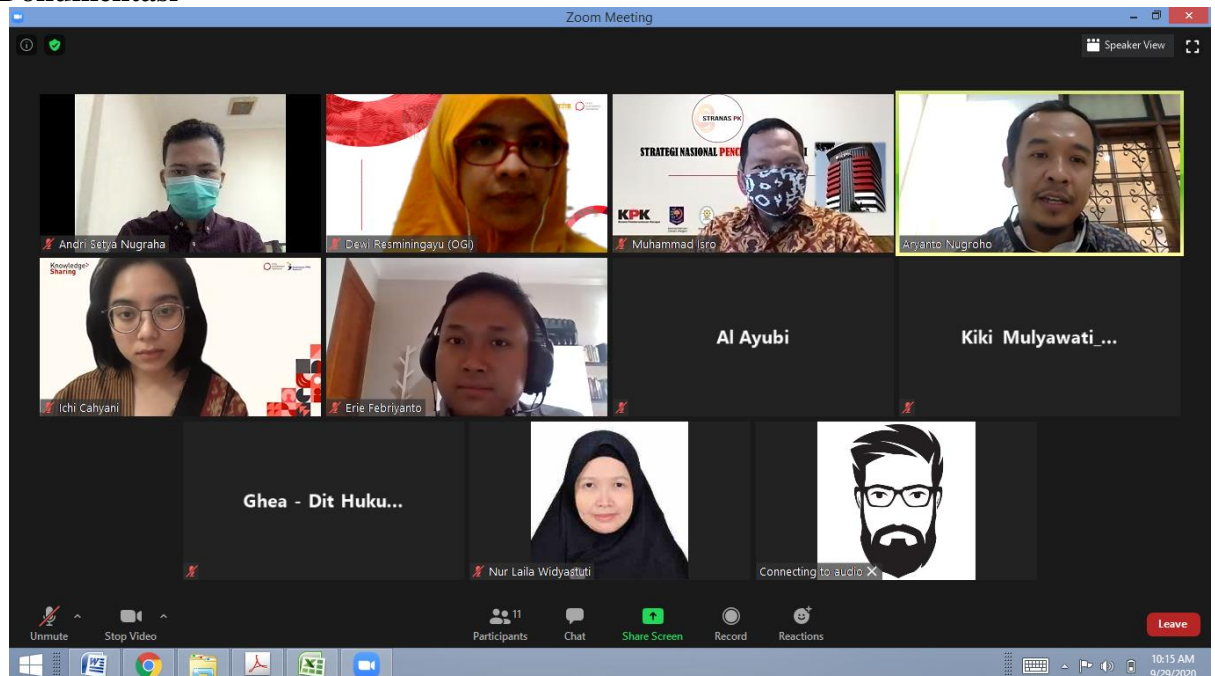 Dokumentasi
Zoom Meeting
Speaker View
STRANAS PK
STRATEGI NASIONAL
KPK
Andri Setya Nugraha
Dewi Resminingayu (OGI)
Muhammad Isro
Aryanto Nugroho
Knowledge
Sharing
Ichi Cahyani
Erie Febriyanto
Al Ayubi
Kiki Mulyawati_...
Ghea - Dit Huku...
Nur Laila Widyastuti
Connecting to audio
Unmute
Stop Video
11
Participants
Chat
Share Screen
Record
Reactions
Leave
10:15 AM
9/29/2020